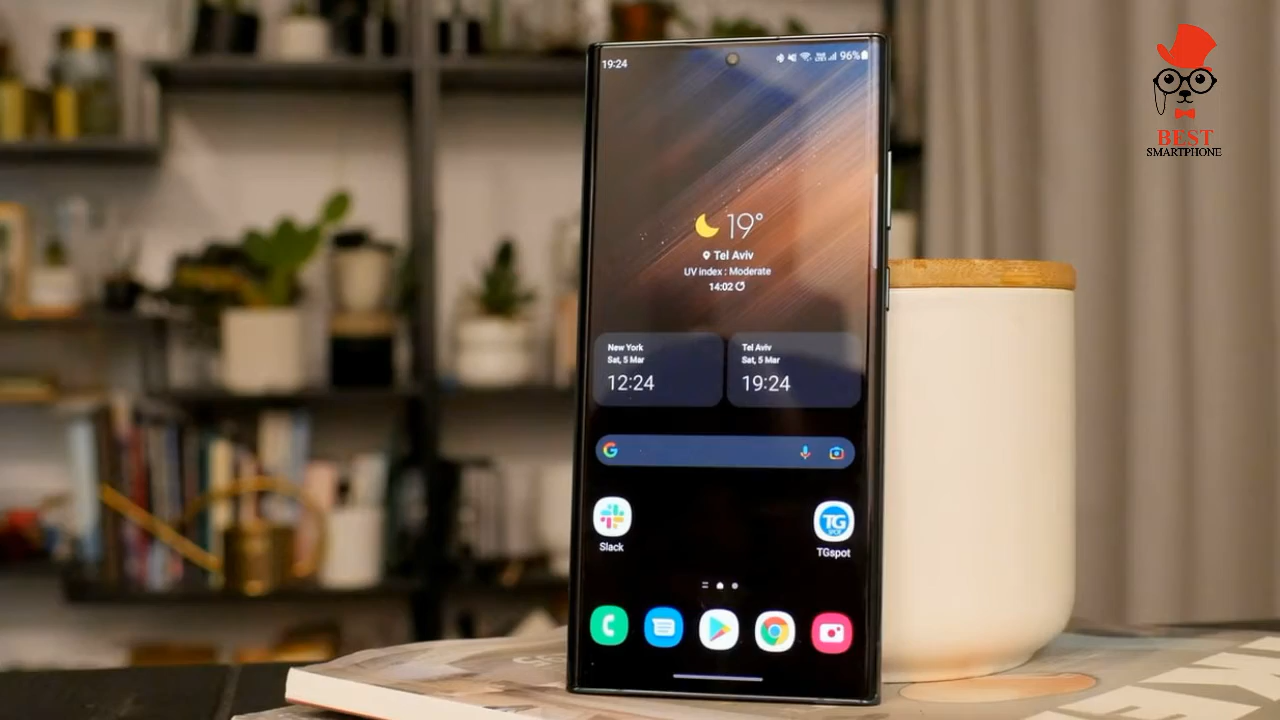 19:24
96%
19°
Tel Aviv
UV index : Moderate
14:02
New York
Sat, 5 Mar
12:24
Tel Aviv
Sat, 5 Mar
19:24
G
Slack
TG
TGspot
BEST
SMARTPHONE